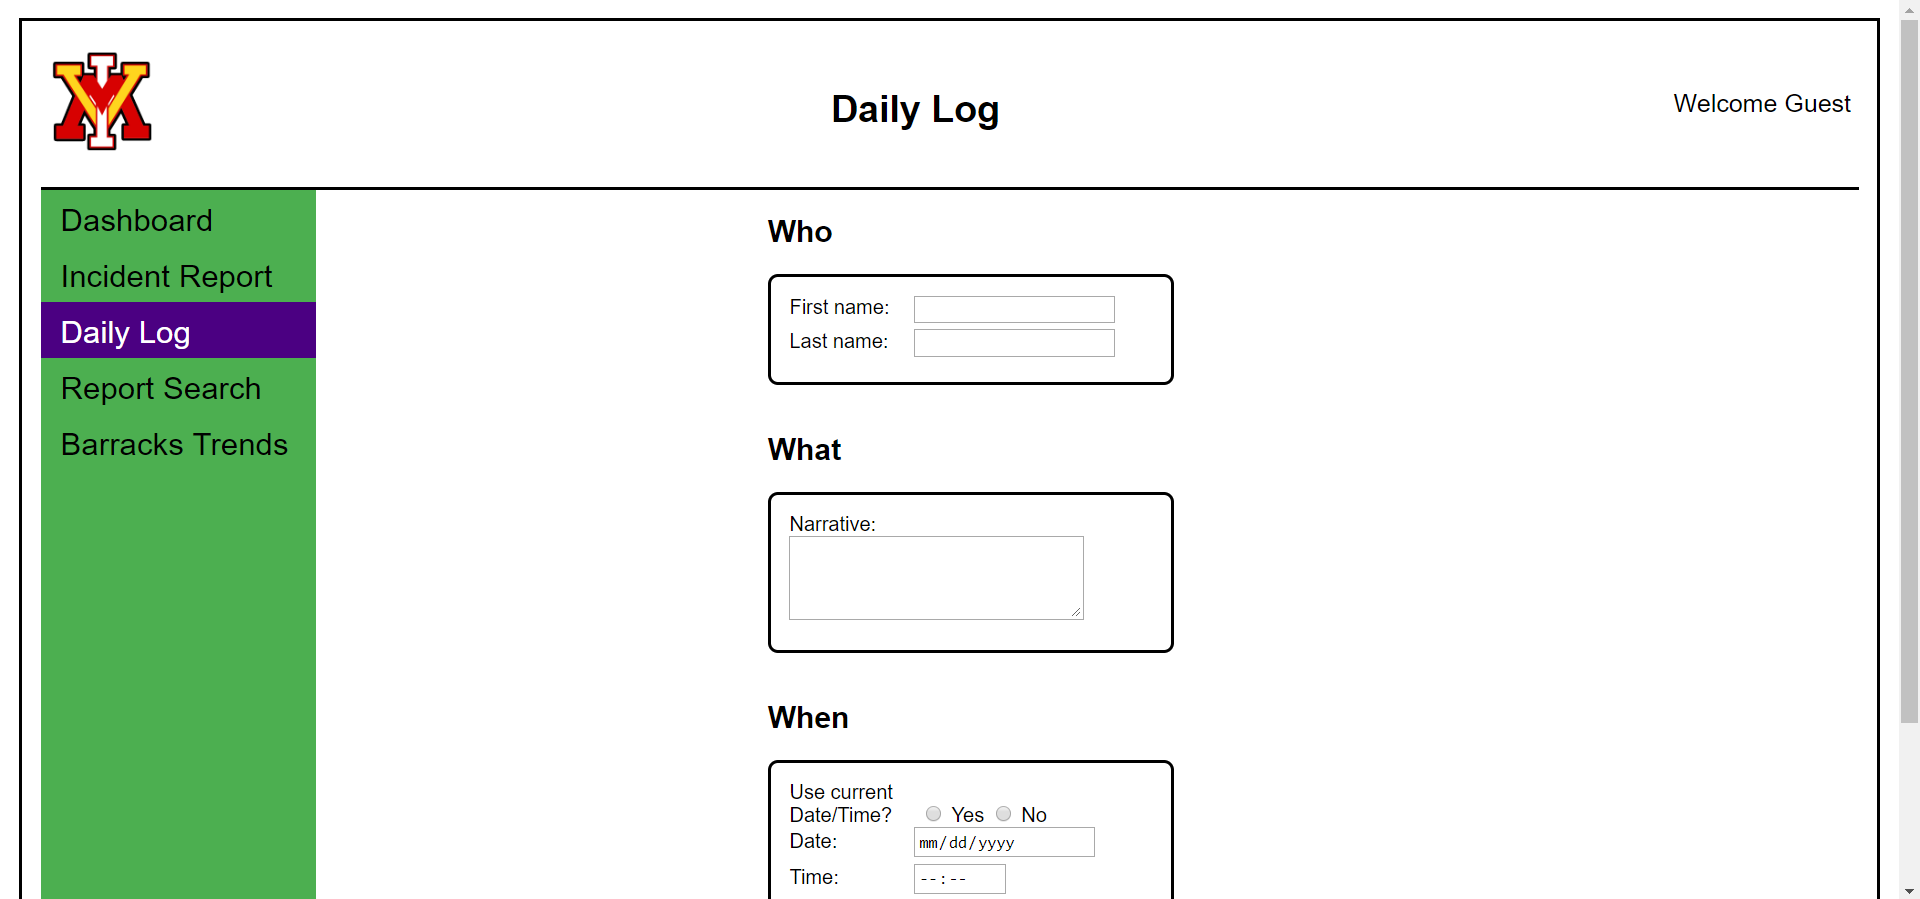 VMI
Daily Log
Welcome Guest
Dashboard
Incident Report
Daily Log
Report Search
Barracks Trends
Who
First name:
Last name:
What
Narrative:
When
Use current
Date/Time? Yes No
Date: mm/dd/yyyy
Time: --:--